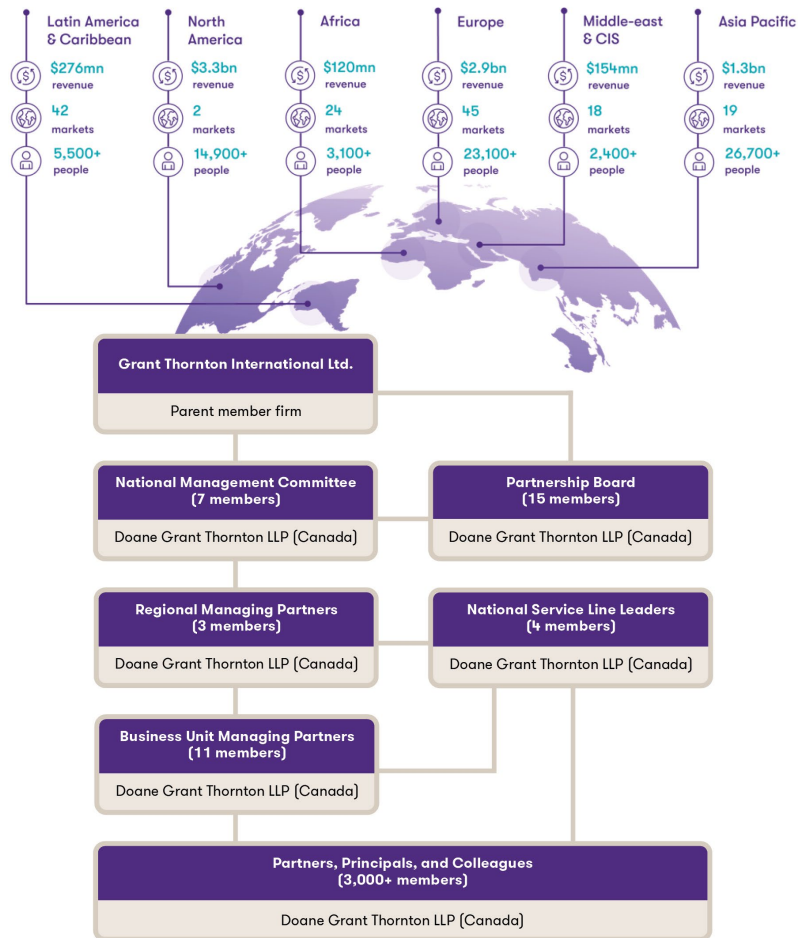 Latin America
& Caribbean
$276mn
revenue
42
markets
5,500+
people
North
America
$3.3bn
revenue
2
markets
14,900+
people
Africa
$120mn
revenue
24
markets
3,100+
people
Europe
$2.9bn
revenue
45
markets
23,100+
people
Middle-east
& CIS
$154mn
revenue
18
markets
2,400+
people
Asia Pacific
$1.3bn
revenue
19
markets
26,700+
people
Grant Thornton International Ltd.
Parent member firm
National Management Committee
(7 members)
Doane Grant Thornton LLP (Canada)
Partnership Board
(15 members)
Doane Grant Thornton LLP (Canada)
Regional Managing Partners
(3 members)
Doane Grant Thornton LLP (Canada)
National Service Line Leaders
(4 members)
Doane Grant Thornton LLP (Canada)
Business Unit Managing Partners
(11 members)
Doane Grant Thornton LLP (Canada)
Partners, Principals, and Colleagues
(3,000+ members)
Doane Grant Thornton LLP (Canada)